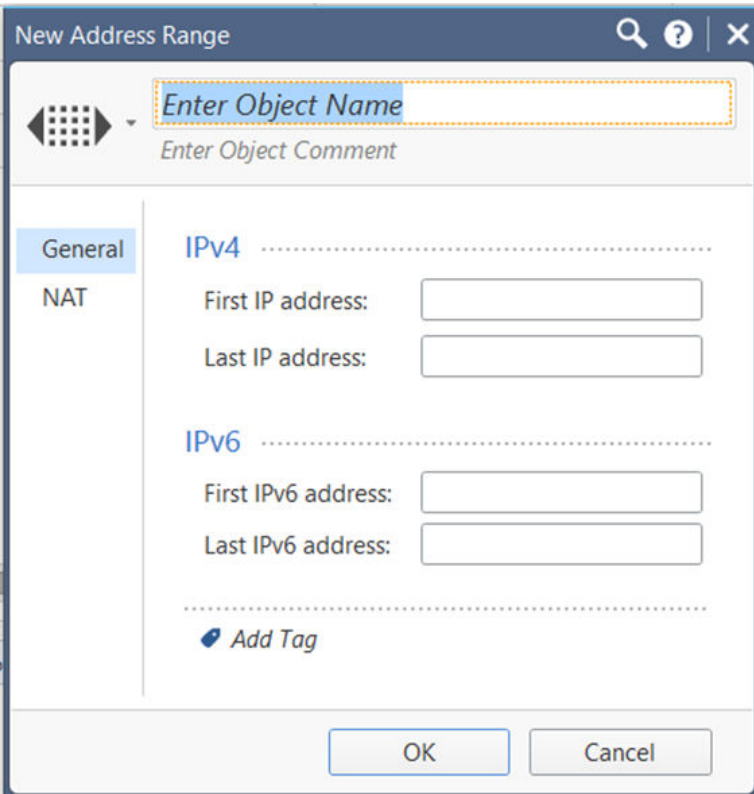 New Address Range
Enter Object Name
Enter Object Comment
General
NAT
IPv4
First IP address:
Last IP address:
IPv6
First IPv6 address:
Last IPv6 address:
Add Tag
OK Cancel